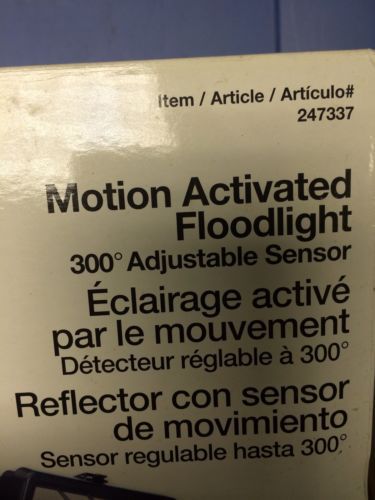 Item / Article / Artículo#
247337
Motion Activated
Floodlight
300° Adjustable Sensor
Éclairage activé
par le mouvement
Détecteur réglable à 300°
Reflector con sensor
de movimiento
Sensor regulable hasta 300°